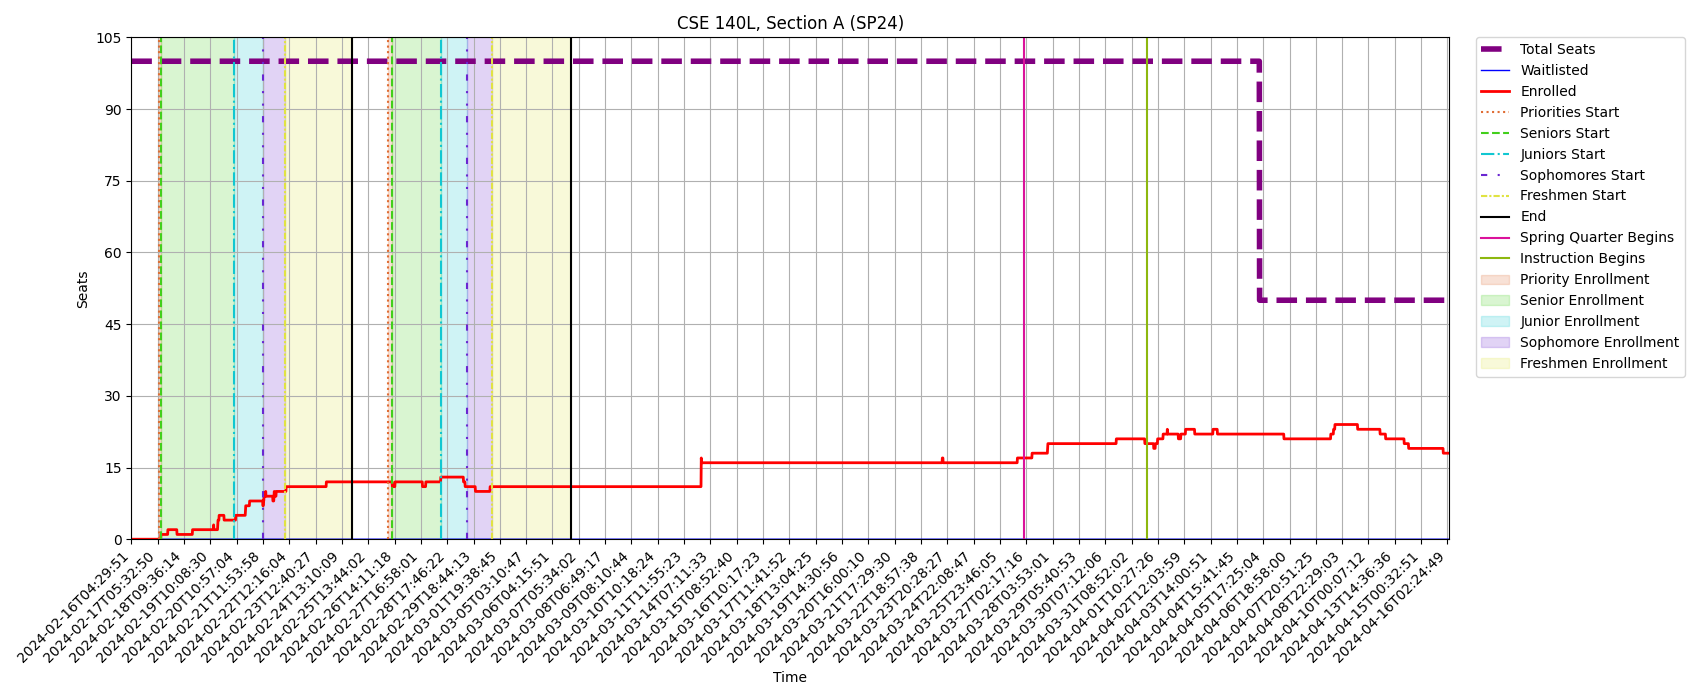 CSE 140L, Section A (SP24)
105
90
75
60
45
30
15
0
Seats
2024-02-16T04:29:51
2024-02-17T05:32:50
2024-02-18T09:36:14
2024-02-19T10:08:30
2024-02-20T10:57:04
2024-02-21T11:53:58
2024-02-22T12:16:04
2024-02-23T12:40:27
2024-02-24T13:10:09
2024-02-25T13:44:02
2024-02-26T14:11:18
2024-02-27T16:58:01
2024-02-28T17:46:22
2024-02-29T18:44:13
2024-03-01T19:38:45
2024-03-05T03:10:47
2024-03-06T04:15:51
2024-03-07T05:34:02
2024-03-08T06:49:17
2024-03-09T08:10:44
2024-03-10T10:18:24
2024-03-11T11:55:23
2024-03-14T07:11:33
2024-03-15T08:52:40
2024-03-16T10:17:23
2024-03-17T11:41:52
2024-03-18T13:04:25
2024-03-19T14:30:56
2024-03-20T16:00:10
2024-03-21T17:29:30
2024-03-22T18:57:38
2024-03-23T20:28:27
2024-03-24T22:08:47
2024-03-25T23:46:05
2024-03-27T02:17:16
2024-03-28T03:53:01
2024-03-29T05:40:53
2024-03-30T07:12:06
2024-03-31T08:52:02
2024-04-01T10:27:26
2024-04-02T12:03:59
2024-04-03T14:00:51
2024-04-04T15:41:45
2024-04-05T17:25:04
2024-04-06T18:58:00
2024-04-07T20:51:25
2024-04-08T22:29:03
2024-04-10T00:07:12
2024-04-13T14:36:36
2024-04-15T00:32:51
2024-04-16T02:24:49
Time
Total Seats
Waitlisted
Enrolled
Priorities Start
Seniors Start
Juniors Start
Sophomores Start
Freshmen Start
End
Spring Quarter Begins
Instruction Begins
Priority Enrollment
Senior Enrollment
Junior Enrollment
Sophomore Enrollment
Freshmen Enrollment